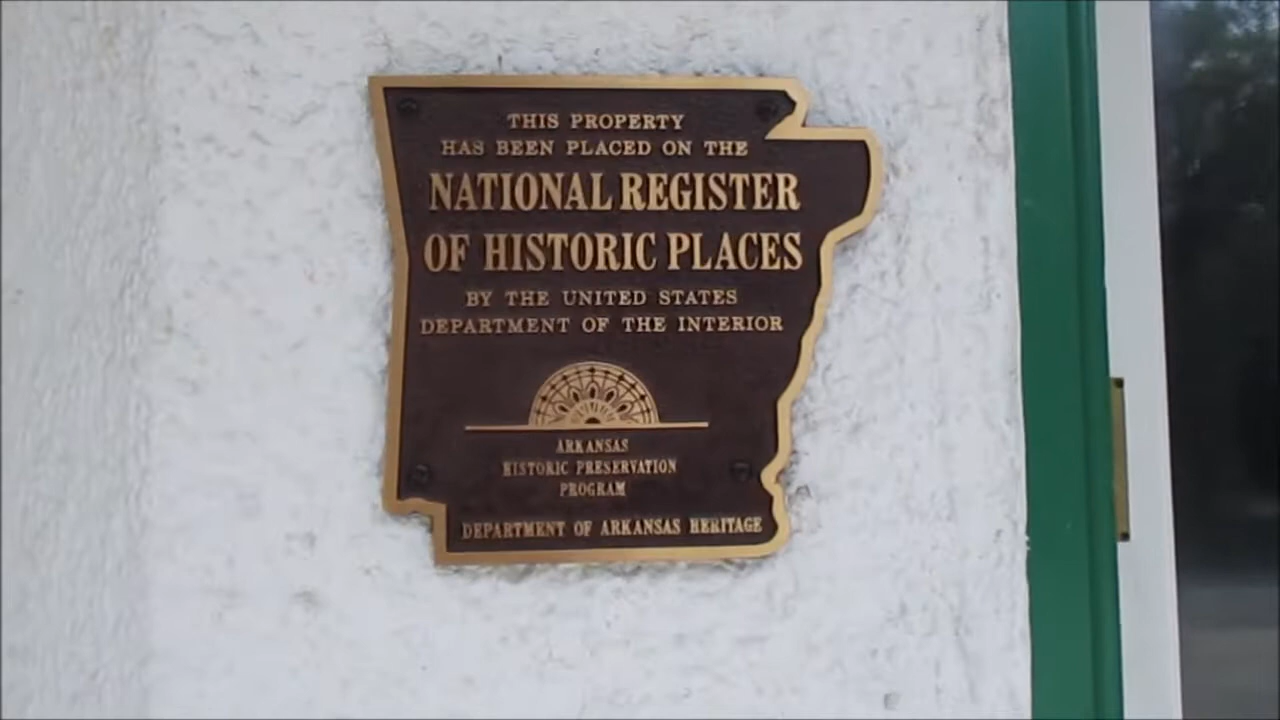 THIS PROPERTY
HAS BEEN PLACED ON THE
NATIONAL REGISTER
OF HISTORIC PLACES
BY THE UNITED STATES
DEPARTMENT OF THE INTERIOR
ARKANSAS
HISTORIC PRESERVATION
PROGRAM
DEPARTMENT OF ARKANSAS HERITAGE